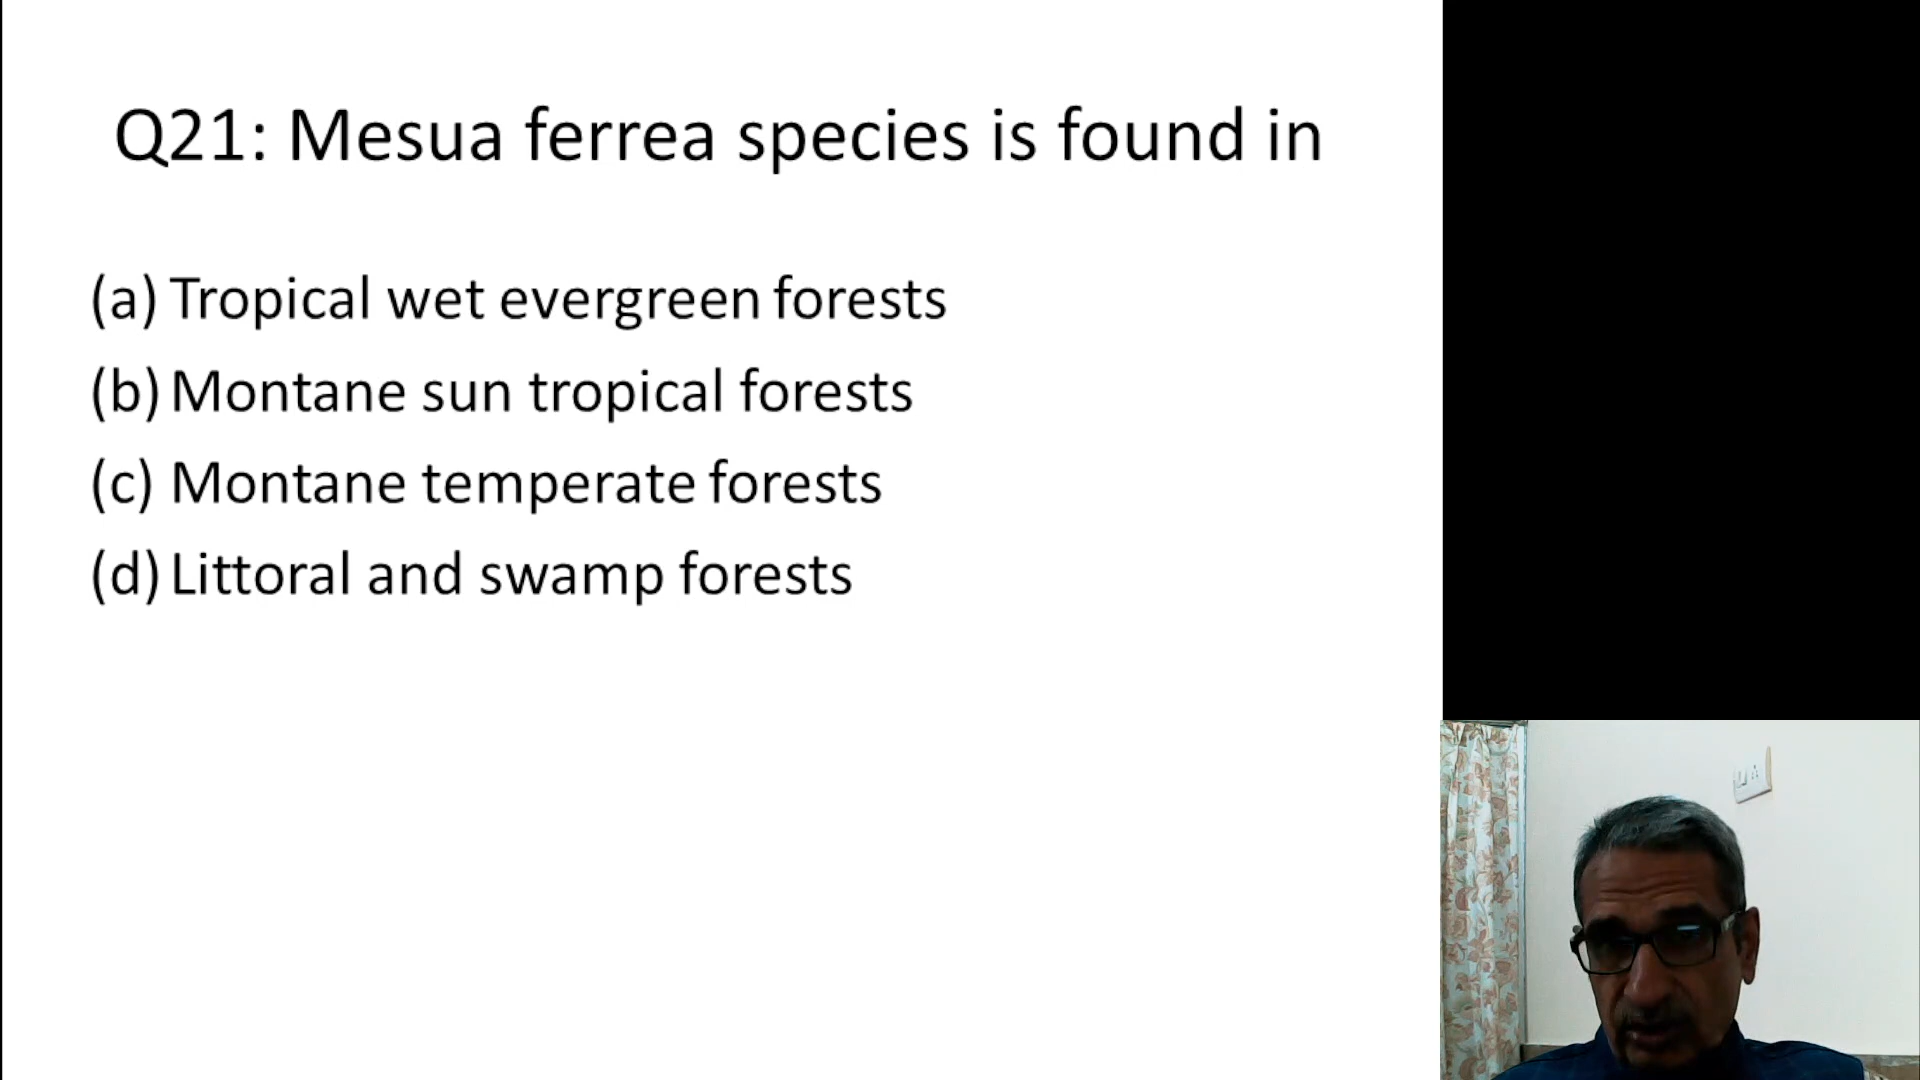 Q21: Mesua ferrea species is found in
(a) Tropical wet evergreen forests
(b) Montane sun tropical forests
(c) Montane temperate forests
(d) Littoral and swamp forests